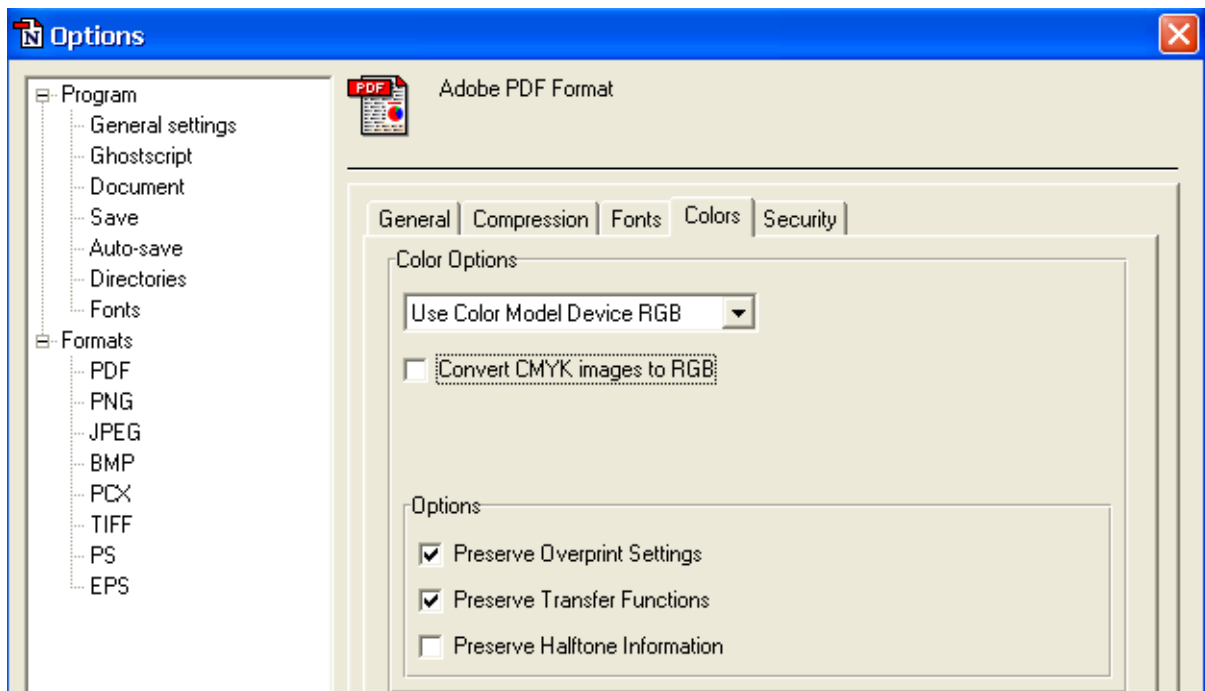 Options
Program
General settings
Ghostscript
Document
Save
Auto-save
Directories
Fonts
Formats
PDF
PNG
JPEG
BMP
PCX
TIFF
PS
EPS
PDF
Adobe PDF Format
General Compression Fonts Colors Security
Color Options
Use Color Model Device RGB
Convert CMYK images to RGB
Options
Preserve Overprint Settings
Preserve Transfer Functions
Preserve Halftone Information